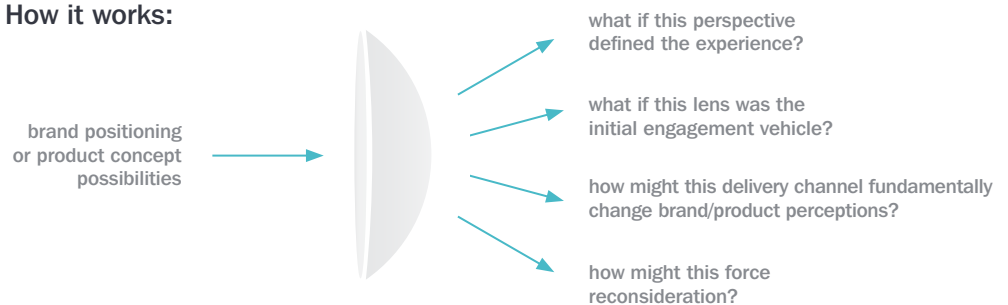 How it works:
brand positioning
or product concept
possibilities
what if this perspective
defined the experience?
what if this lens was the
initial engagement vehicle?
how might this delivery channel fundamentally
change brand/product perceptions?
how might this force
reconsideration?